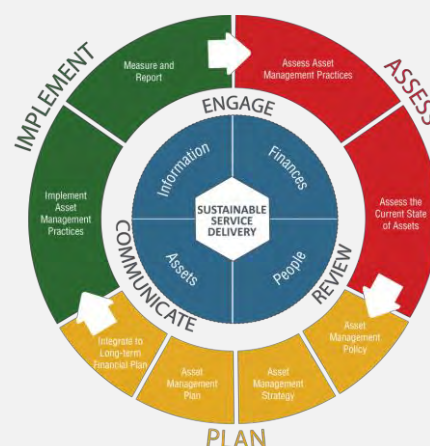 IMPLEMENT
ASSESS
PLAN
Measure and
Report
Assess Asset
Management Practices
Assess the
Current State
of Assets
Asset
Management
Policy
Asset
Management
Strategy
Asset
Management
Plan
Integrate to
Long-term
Financial Plan
Implement
Asset
Management
Practices
ENGAGE
REVIEW
COMMUNICATE
Information
Finances
Assets
People
SUSTAINABLE
SERVICE
DELIVERY